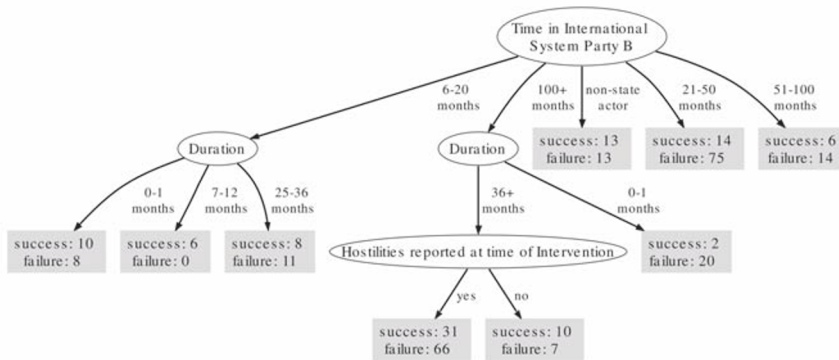 Time in International
System Party B
6-20
months
100+
months
non-state
actor
21-50
months
51-100
months
Duration
Duration
success: 13
failure: 13
success: 14
failure: 75
success: 6
failure: 14
0-1
months
7-12
months
25-36
months
36+
months
0-1
months
success: 10
failure: 8
success: 6
failure: 0
success: 8
failure: 11
Hostilities reported at time of Intervention
success: 2
failure: 20
yes
no
success: 31
failure: 66
success: 10
failure: 7